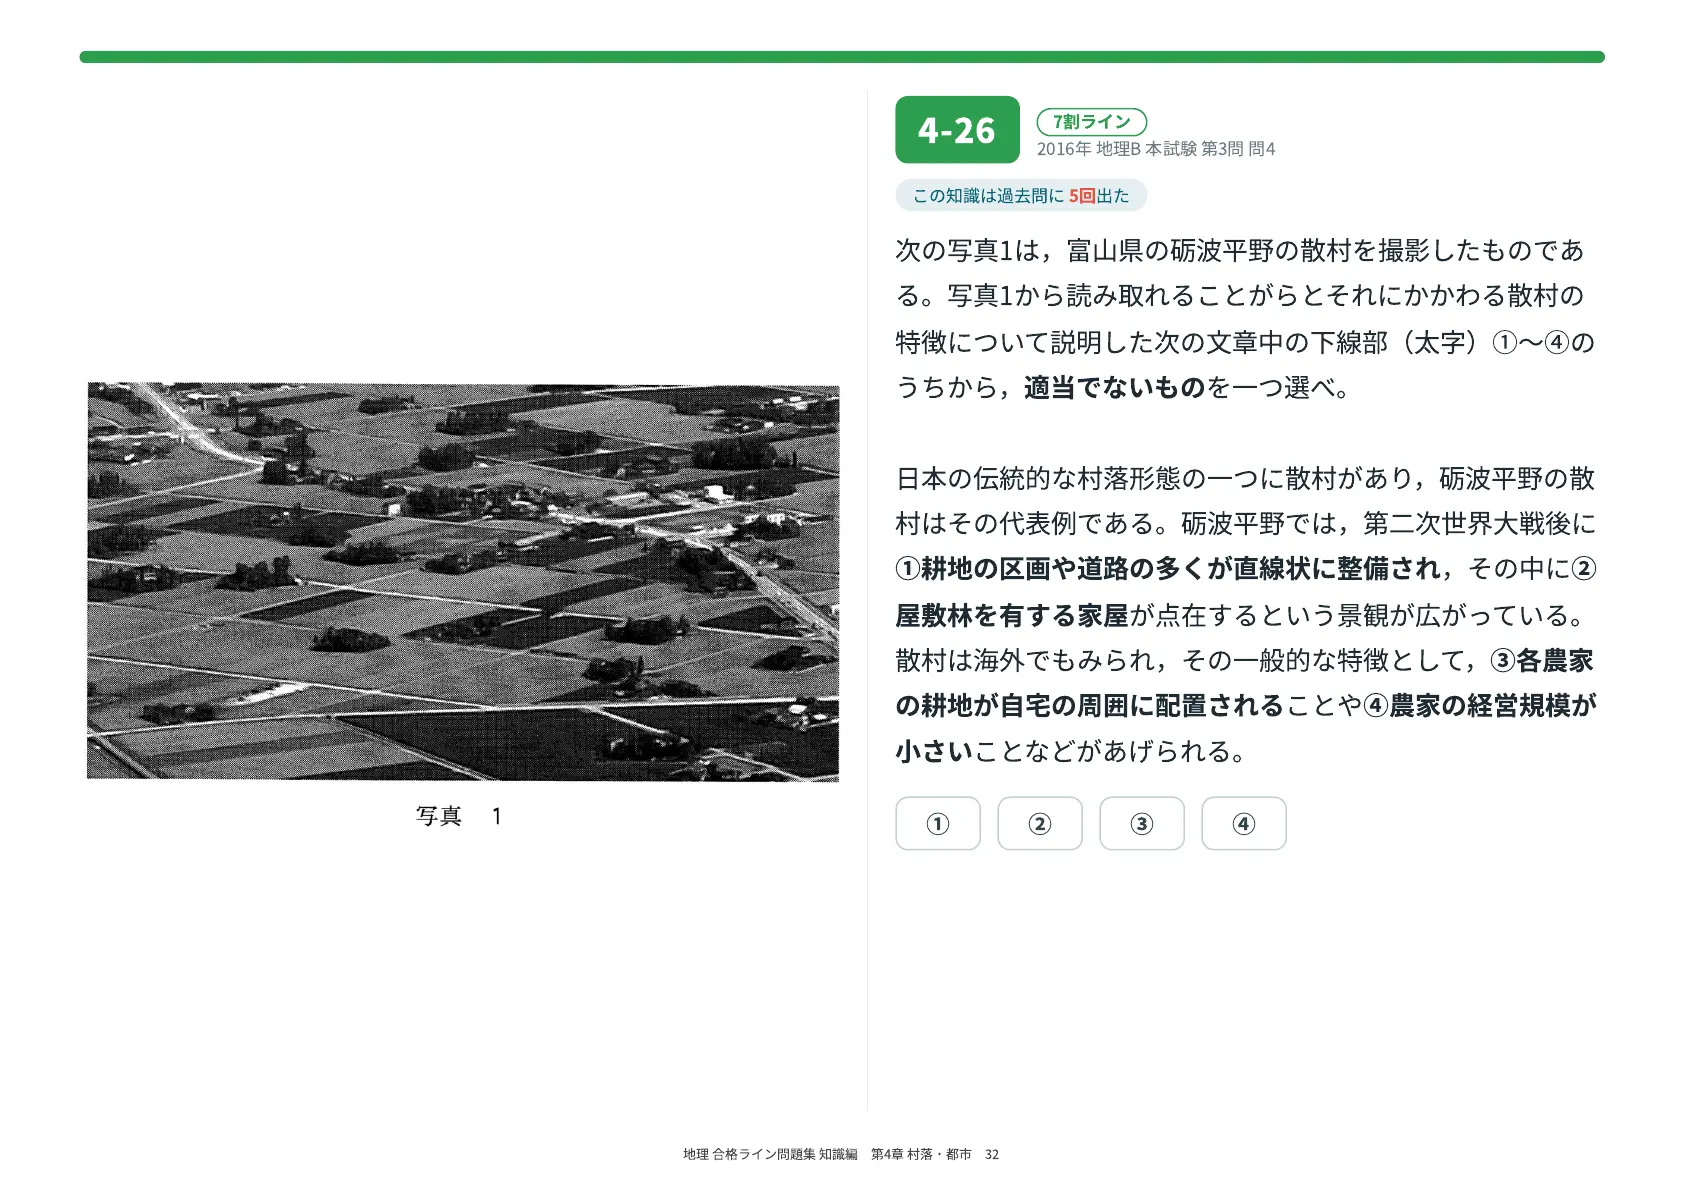 4-26
7割ライン
2016年 地理B 本試験 第3問 問4
この知識は過去問に 5回出た
次の写真1は，富山県の砺波平野の散村を撮影したものであ
る。写真1から読み取れることがらとそれにかかわる散村の
特徴について説明した次の文章中の下線部（太字）①～④の
うちから，適当でないものを一つ選べ。
日本の伝統的な村落形態の一つに散村があり，砺波平野の散
村はその代表例である。砺波平野では，第二次世界大戦後に
①耕地の区画や道路の多くが直線状に整備され，その中に②
屋敷林を有する家屋が点在するという景観が広がっている。
散村は海外でもみられ，その一般的な特徴として，③各農家
の耕地が自宅の周囲に配置されることや④農家の経営規模が
小さいことなどがあげられる。
① ② ③ ④
写真 1
地理 合格ライン問題集 知識編 第4章 村落・都市 32